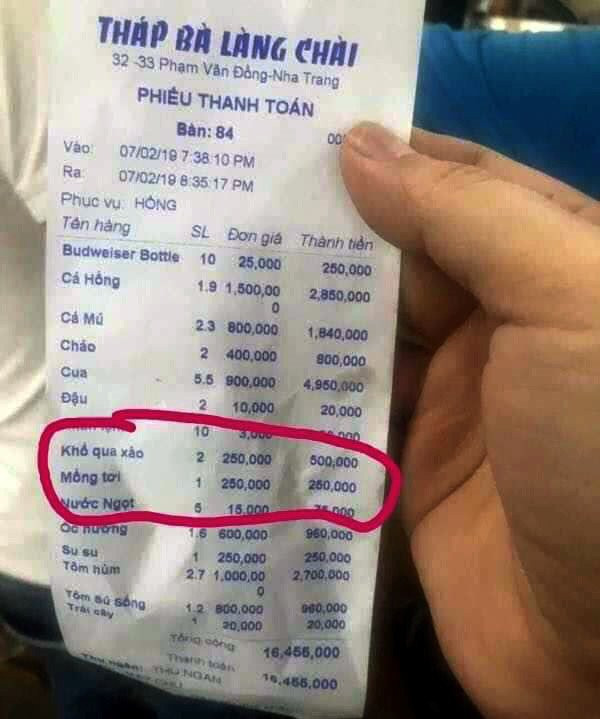 THÁP BÀ LÀNG CHÀI
32 -33 Phạm Văn Đồng-Nha Trang
PHIẾU THANH TOÁN
Bàn: 84 00
Vào: 07/02/19 7:38:10 PM
Ra: 07/02/19 8:35:17 PM
Phục vụ: HỒNG
Tên hàng SL Đơn giá Thành tiền
Budweiser Bottle 10 25,000 250,000
Cá Hồng 1.9 1,500,00 2,850,000
0
Cá Mú 2.3 800,000 1,840,000
Cháo 2 400,000 800,000
Cua 5.5 900,000 4,950,000
Đậu 2 10,000 20,000
10 3,000
Khổ qua xào 2 250,000 500,000
Mồng tơi 1 250,000 250,000
Nước Ngọt 5 15,000 75,000
Ốc hương 1.6 600,000 960,000
Su su 1 250,000 250,000
Tôm hùm 2.7 1,000,00 2,700,000
0
Tôm sú sống 1.2 800,000 960,000
Trái cây 1 20,000 20,000
Tổng cộng 16,455,000
Thanh toán 16,455,000
Thu ngân: THU NGAN